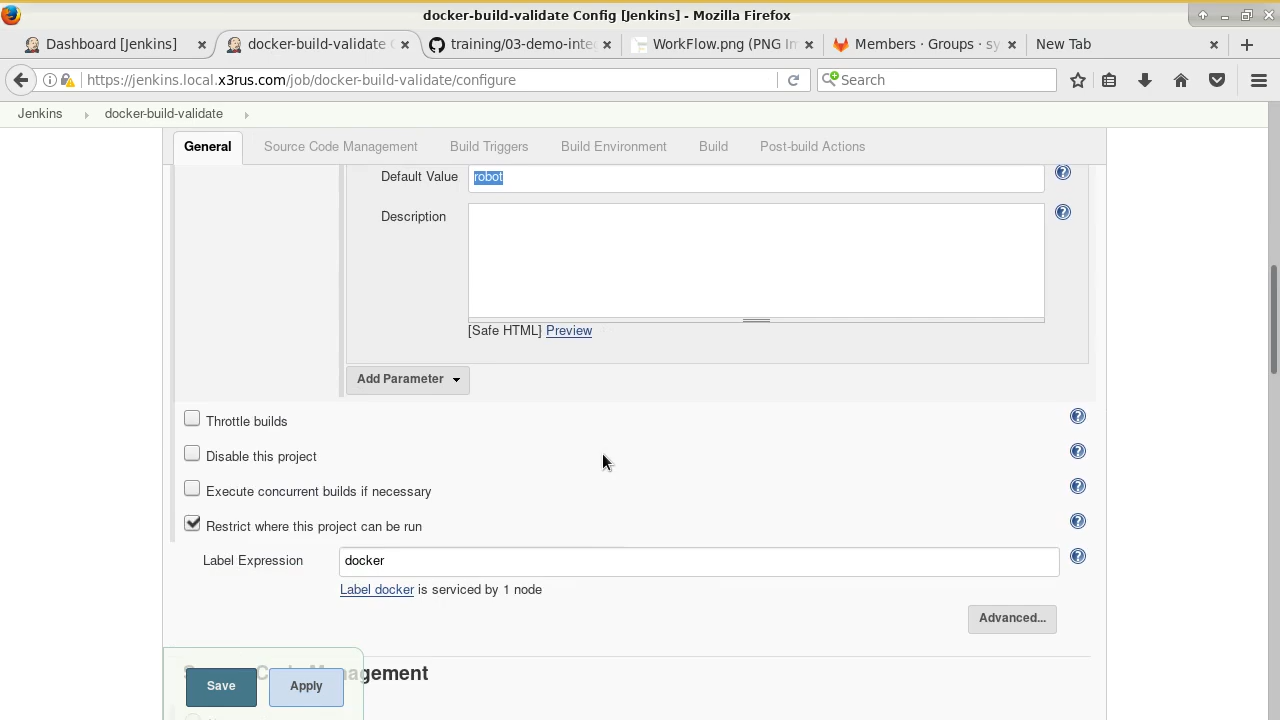 docker-build-validate Config [Jenkins] - Mozilla Firefox
Dashboard [Jenkins]
docker-build-validate
training/03-demo-inte
WorkFlow.png (PNG I
Members · Groups · sy
New Tab
https://jenkins.local.x3rus.com/job/docker-build-validate/configure
Search
Jenkins
docker-build-validate
General
Source Code Management
Build Triggers
Build Environment
Build
Post-build Actions
Default Value
robot
Description
[Safe HTML] Preview
Add Parameter
Throttle builds
Disable this project
Execute concurrent builds if necessary
Restrict where this project can be run
Label Expression
docker
Label docker is serviced by 1 node
Advanced...
Source Code Management
Save
Apply